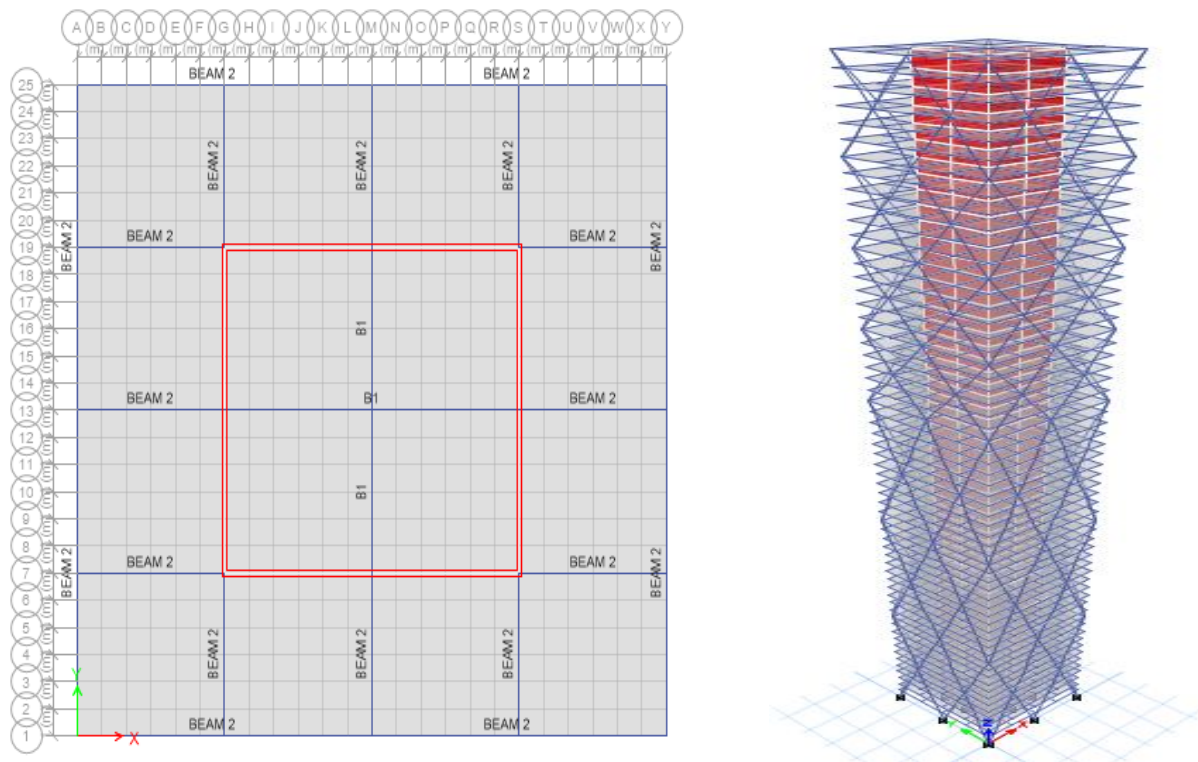 A B C D E F G H I J K L M N O P Q R S T U V W X Y
BEAM 2 BEAM 2
25
24
23
BEAM 2 BEAM 2 BEAM 2
22
21
20
BEAM 2 BEAM 2 BEAM 2 BEAM 2
19
18
17
16 B1
15
14
13 BEAM 2 B1 BEAM 2
12
11
10 B1
9
8
7 BEAM 2 BEAM 2 BEAM 2 BEAM 2
6
5
4 BEAM 2 BEAM 2 BEAM 2
3
2
Y
BEAM 2 BEAM 2
1 X
Z